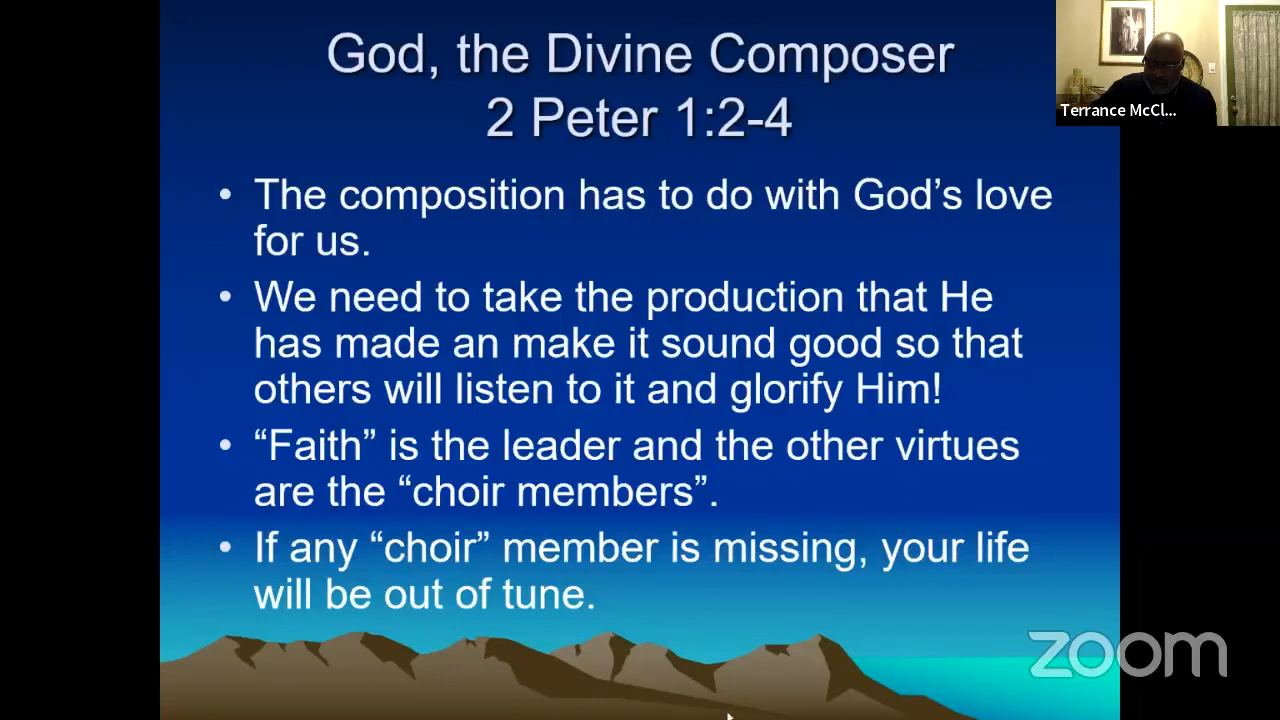 God, the Divine Composer
2 Peter 1:2-4
Terrance McCl...
• The composition has to do with God’s love
for us.
• We need to take the production that He
has made an make it sound good so that
others will listen to it and glorify Him!
• “Faith” is the leader and the other virtues
are the “choir members”.
• If any “choir” member is missing, your life
will be out of tune.
zoom